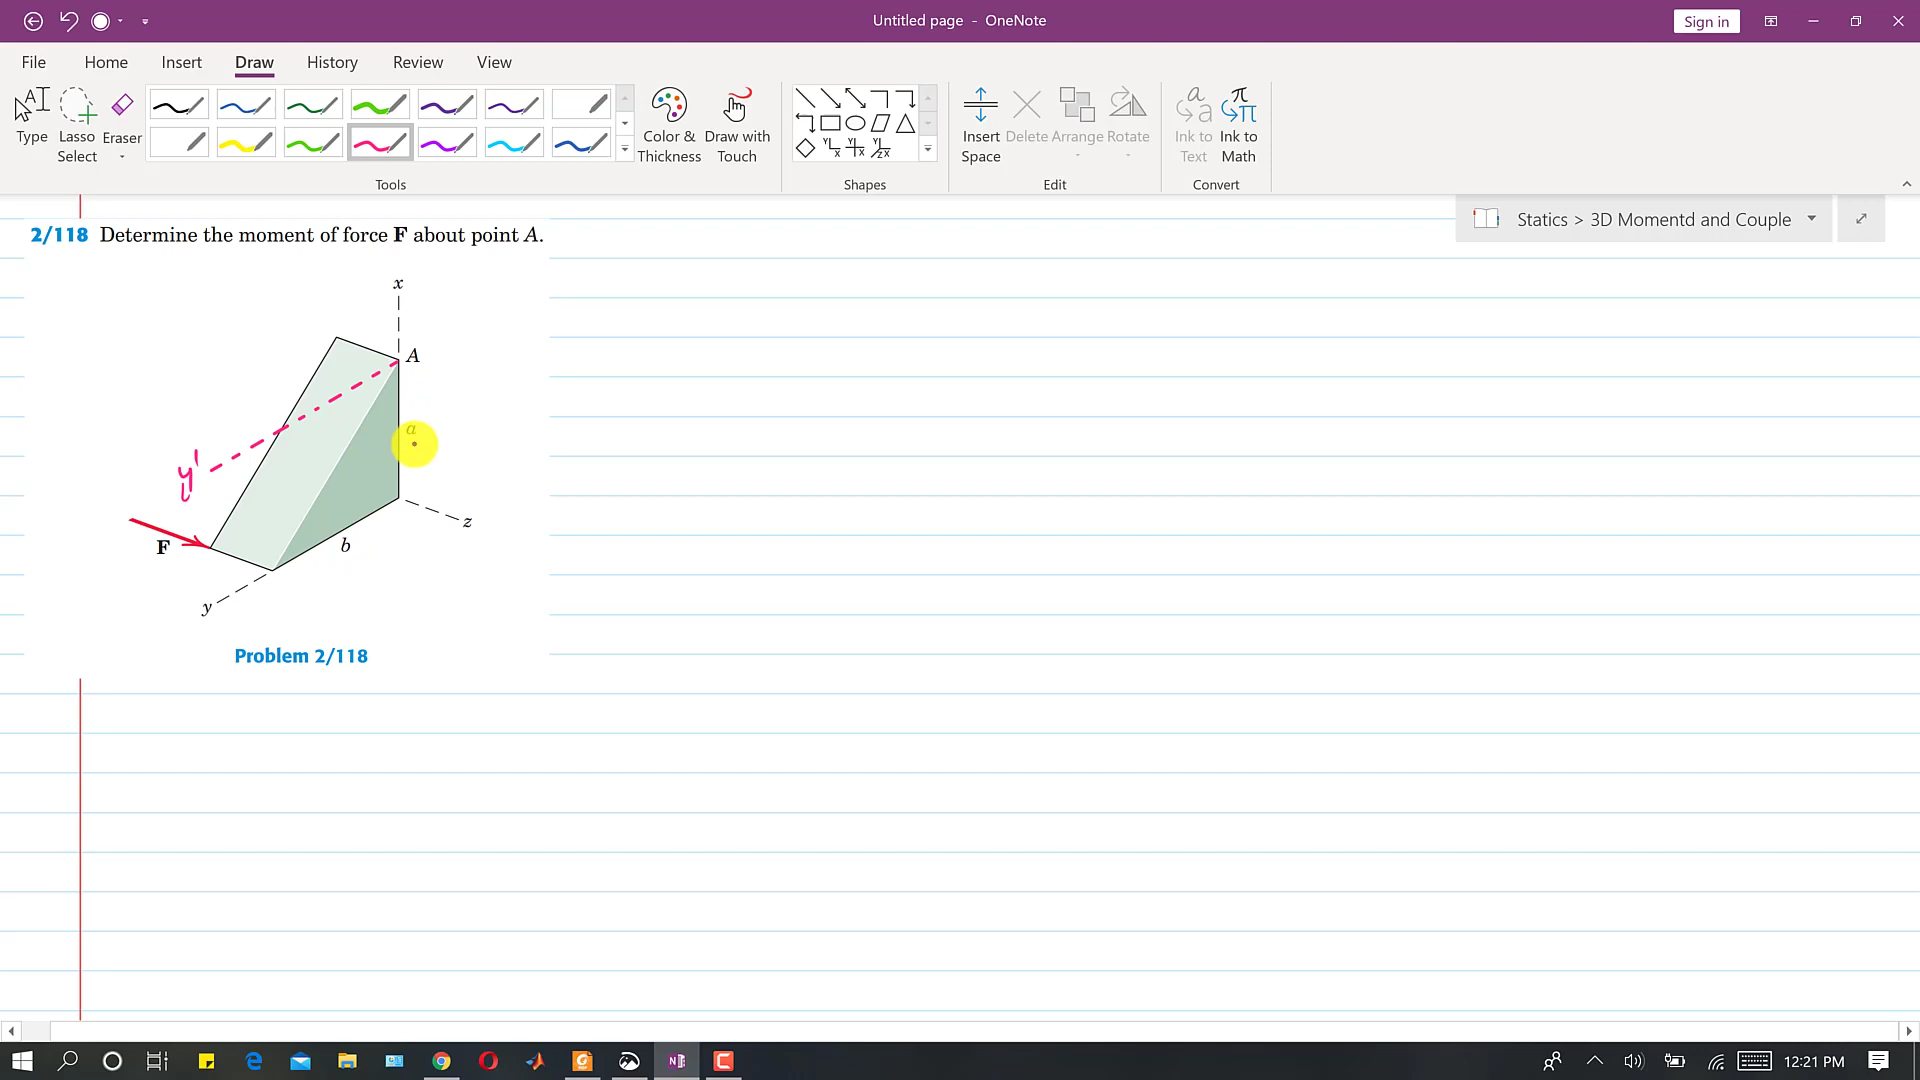 Untitled page - OneNote
Sign in
File Home Insert Draw History Review View
Type
Lasso Select
Eraser
Color & Thickness
Draw with Touch
Insert Space
Delete
Arrange
Rotate
Ink to Text
Ink to Math
Tools
Shapes
Edit
Convert
Statics > 3D Momentd and Couple
2/118 Determine the moment of force F about point A.
x
A
a
y'
z
F
b
y
Problem 2/118
12:21 PM